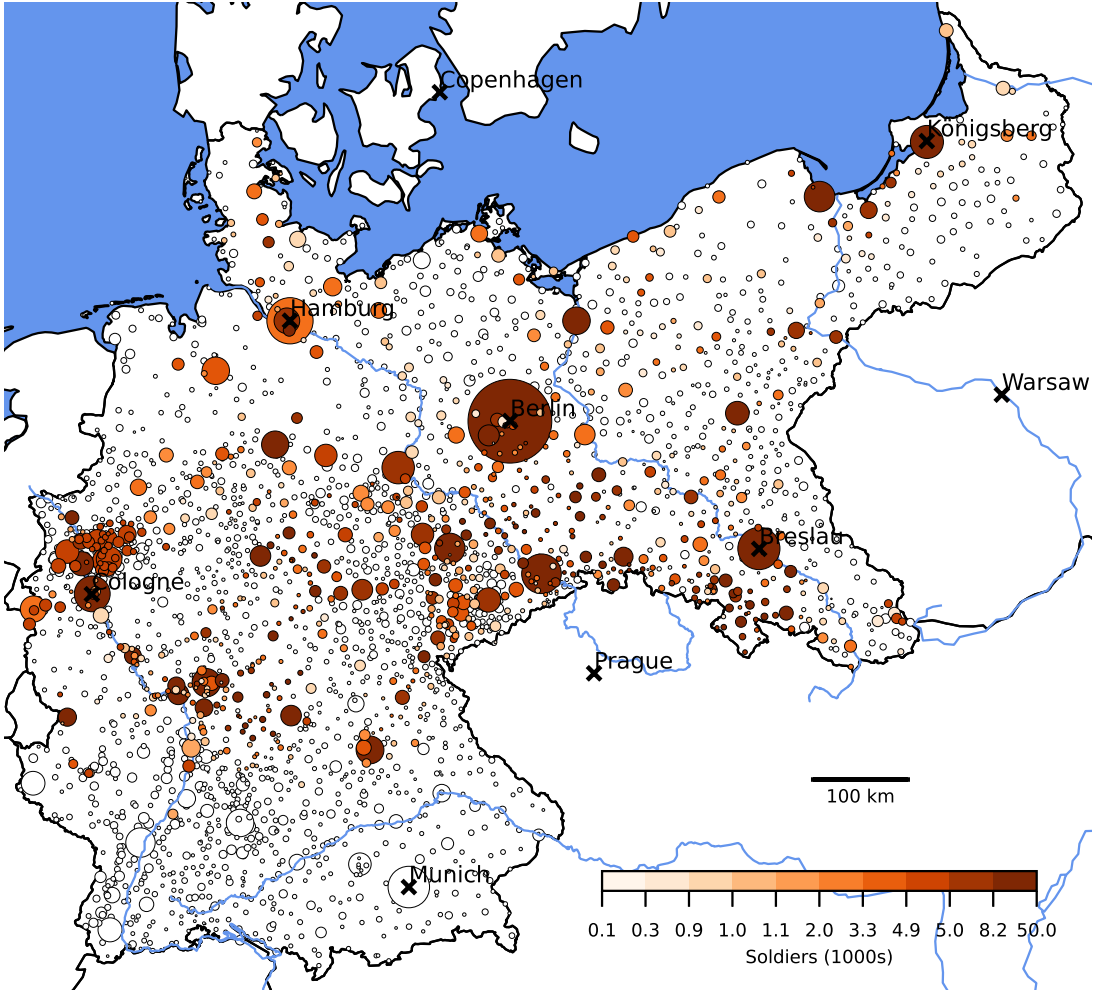 Copenhagen
Königsberg
Hamburg
Warsaw
Berlin
Breslau
Cologne
Prague
100 km
Munich
0.1 0.3 0.9 1.0 1.1 2.0 3.3 4.9 5.0 8.2 50.0
Soldiers (1000s)